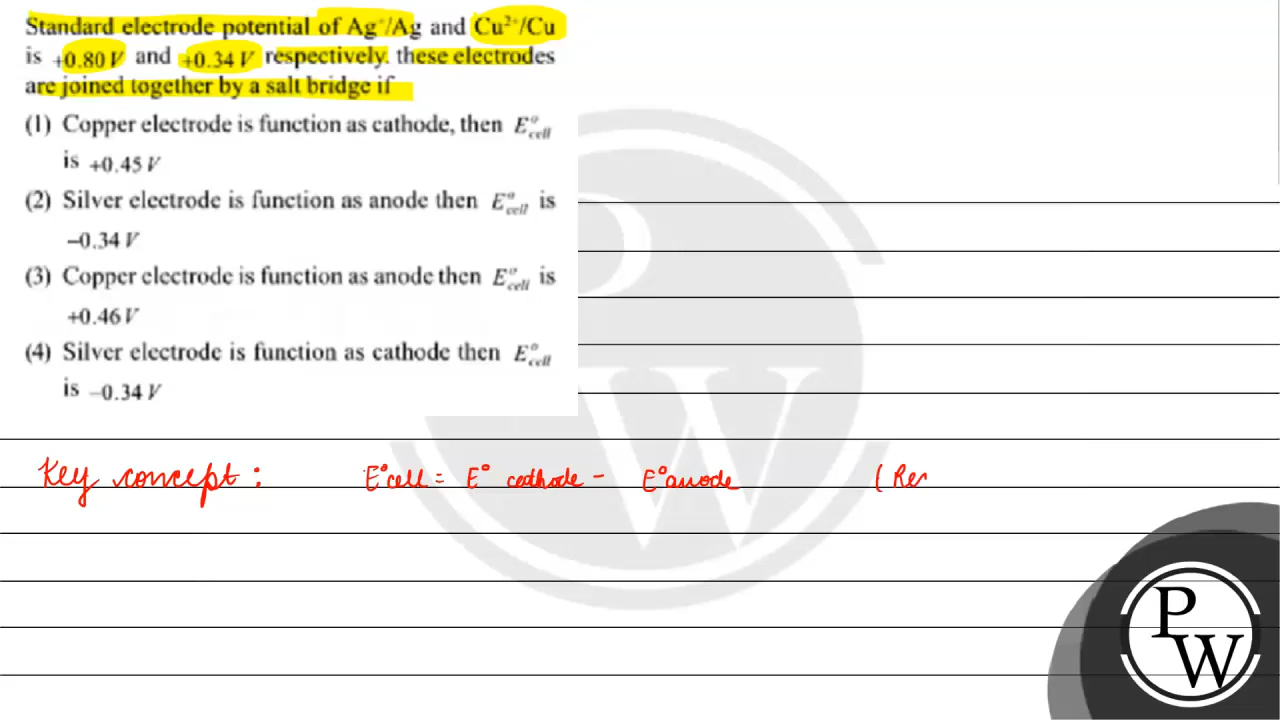 Standard electrode potential of Ag⁺/Ag and Cu²⁺/Cu
is +0.80 V and +0.34 V respectively. these electrodes
are joined together by a salt bridge if
(1) Copper electrode is function as cathode, then E°cell
is +0.45 V
(2) Silver electrode is function as anode then E°cell is
−0.34 V
(3) Copper electrode is function as anode then E°cell is
+0.46 V
(4) Silver electrode is function as cathode then E°cell
is −0.34 V
Key concept : E°cell = E° cathode - E° anode (Re
P
W